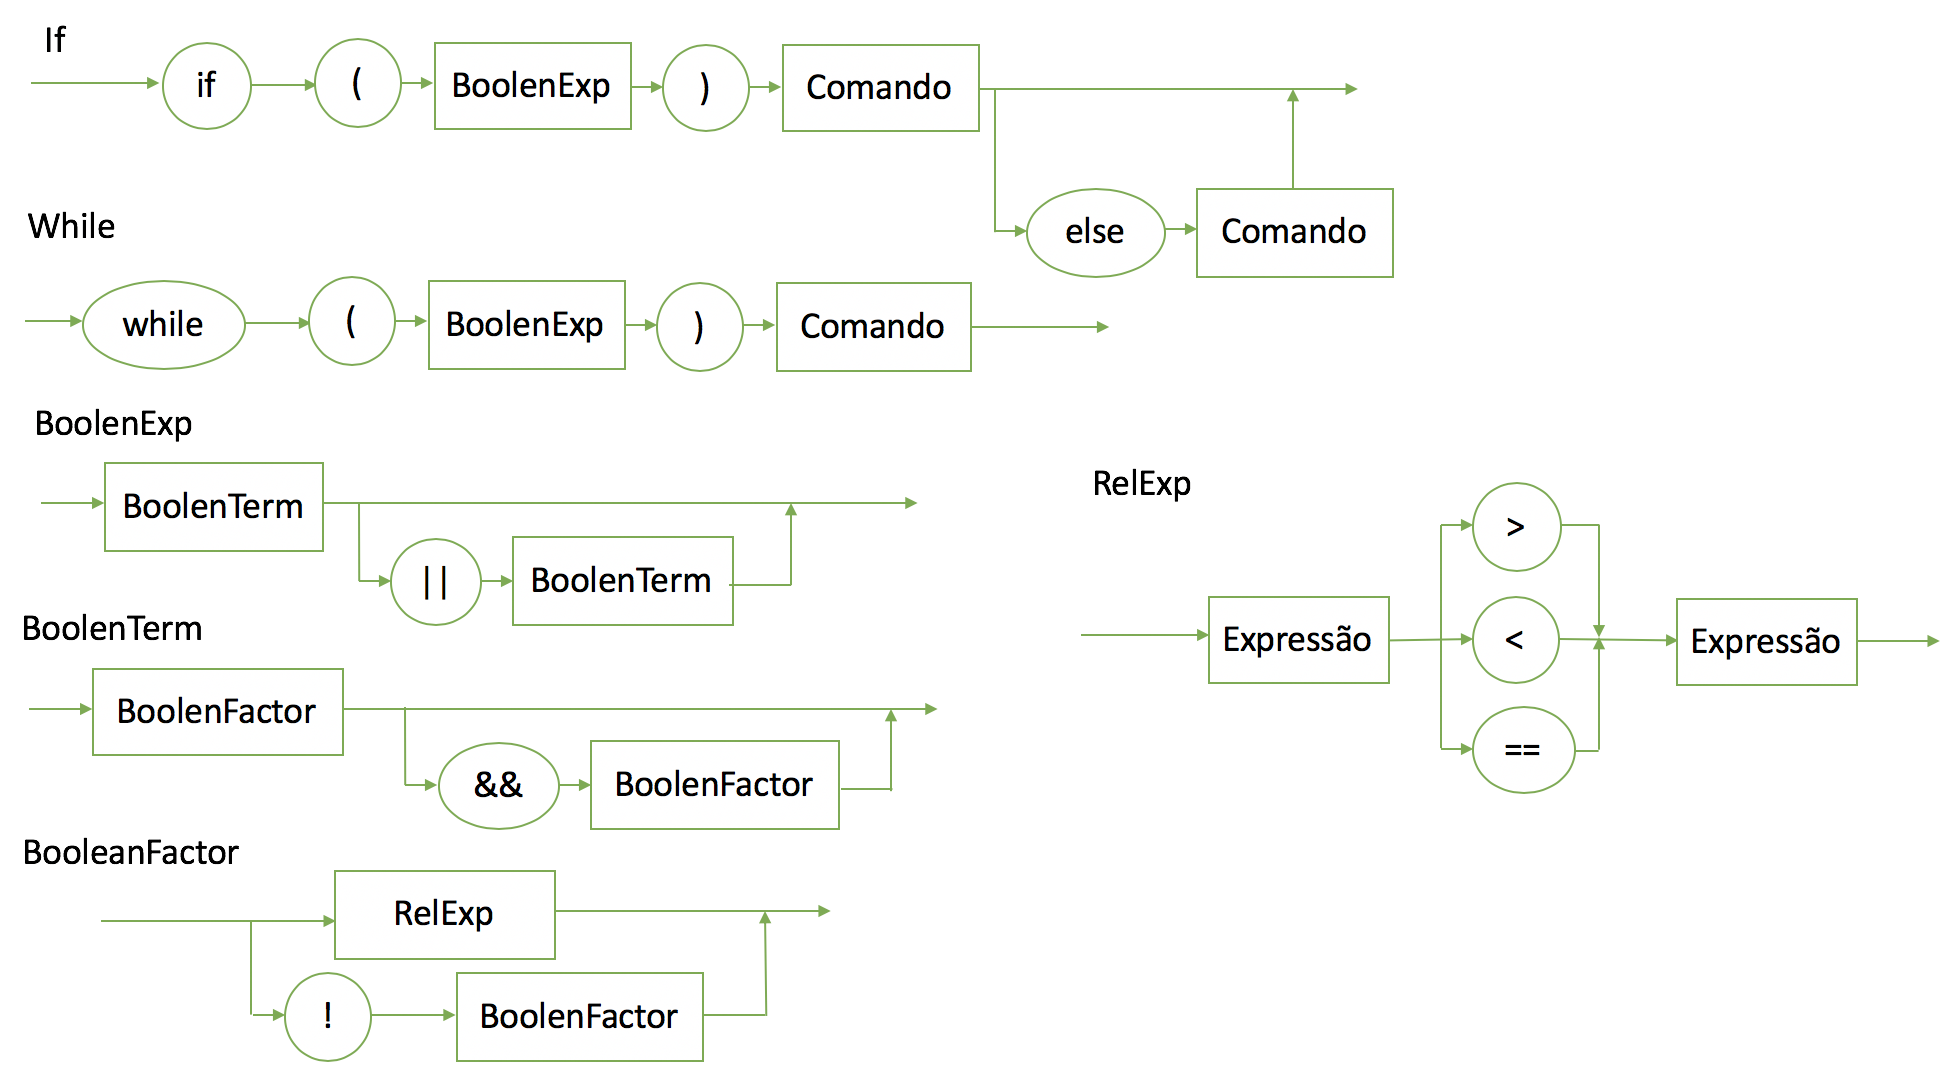 If
if ( BoolenExp ) Comando
else Comando
While
while ( BoolenExp ) Comando
BoolenExp
BoolenTerm
|| BoolenTerm
BoolenTerm
BoolenFactor
&& BoolenFactor
BooleanFactor
RelExp
! BoolenFactor
RelExp
>
Expressão < Expressão
==